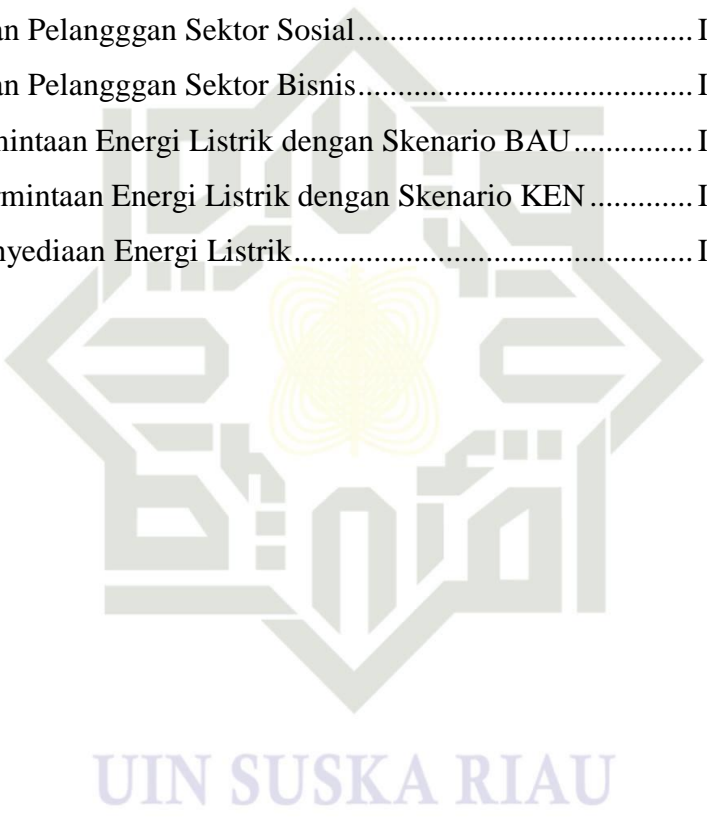 an Pelangggan Sektor Sosial........................................ I
an Pelangggan Sektor Bisnis........................................ I
mintaan Energi Listrik dengan Skenario BAU.............. I
rmintaan Energi Listrik dengan Skenario KEN............. I
nyediaan Energi Listrik................................................ I
UIN SUSKA RIAU